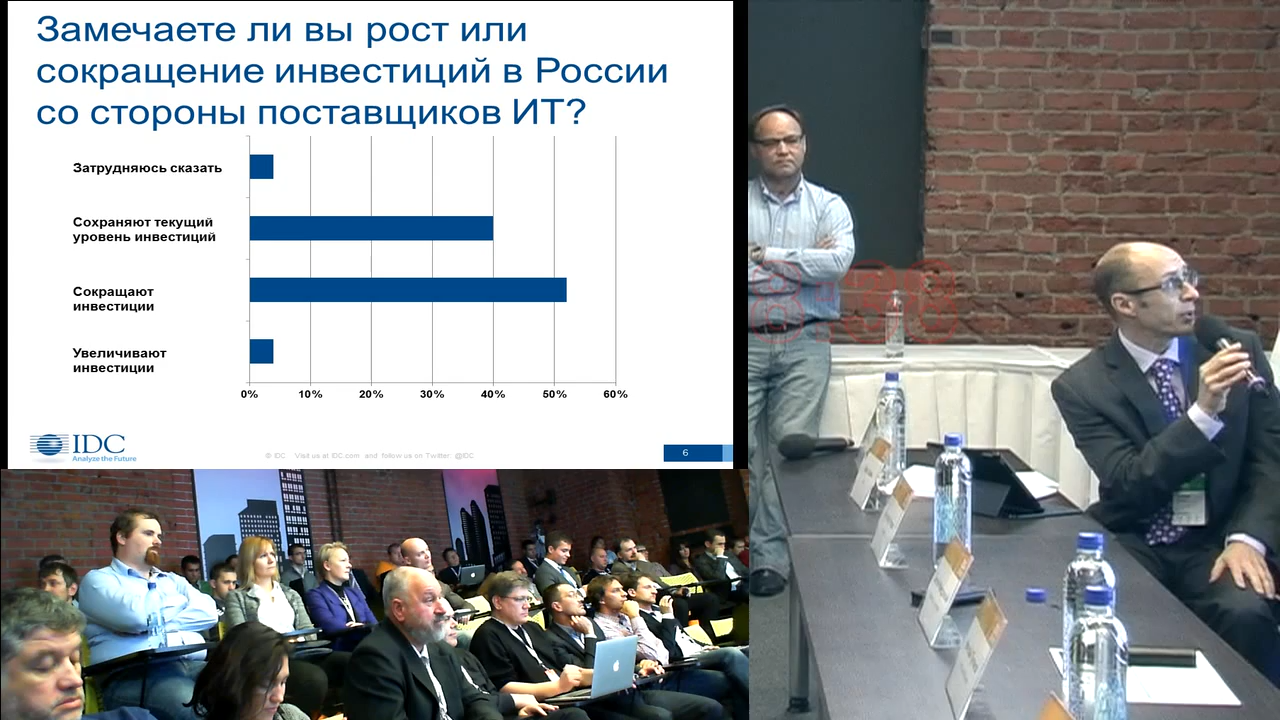 Замечаете ли вы рост или
сокращение инвестиций в России
со стороны поставщиков ИТ?
Затрудняюсь сказать
Сохраняют текущий
уровень инвестиций
Сокращают
инвестиции
Увеличивают
инвестиции
0% 10% 20% 30% 40% 50% 60%
IDC
Analyze the Future
© IDC Visit us at IDC.com and follow us on Twitter: @IDC
6
8:38